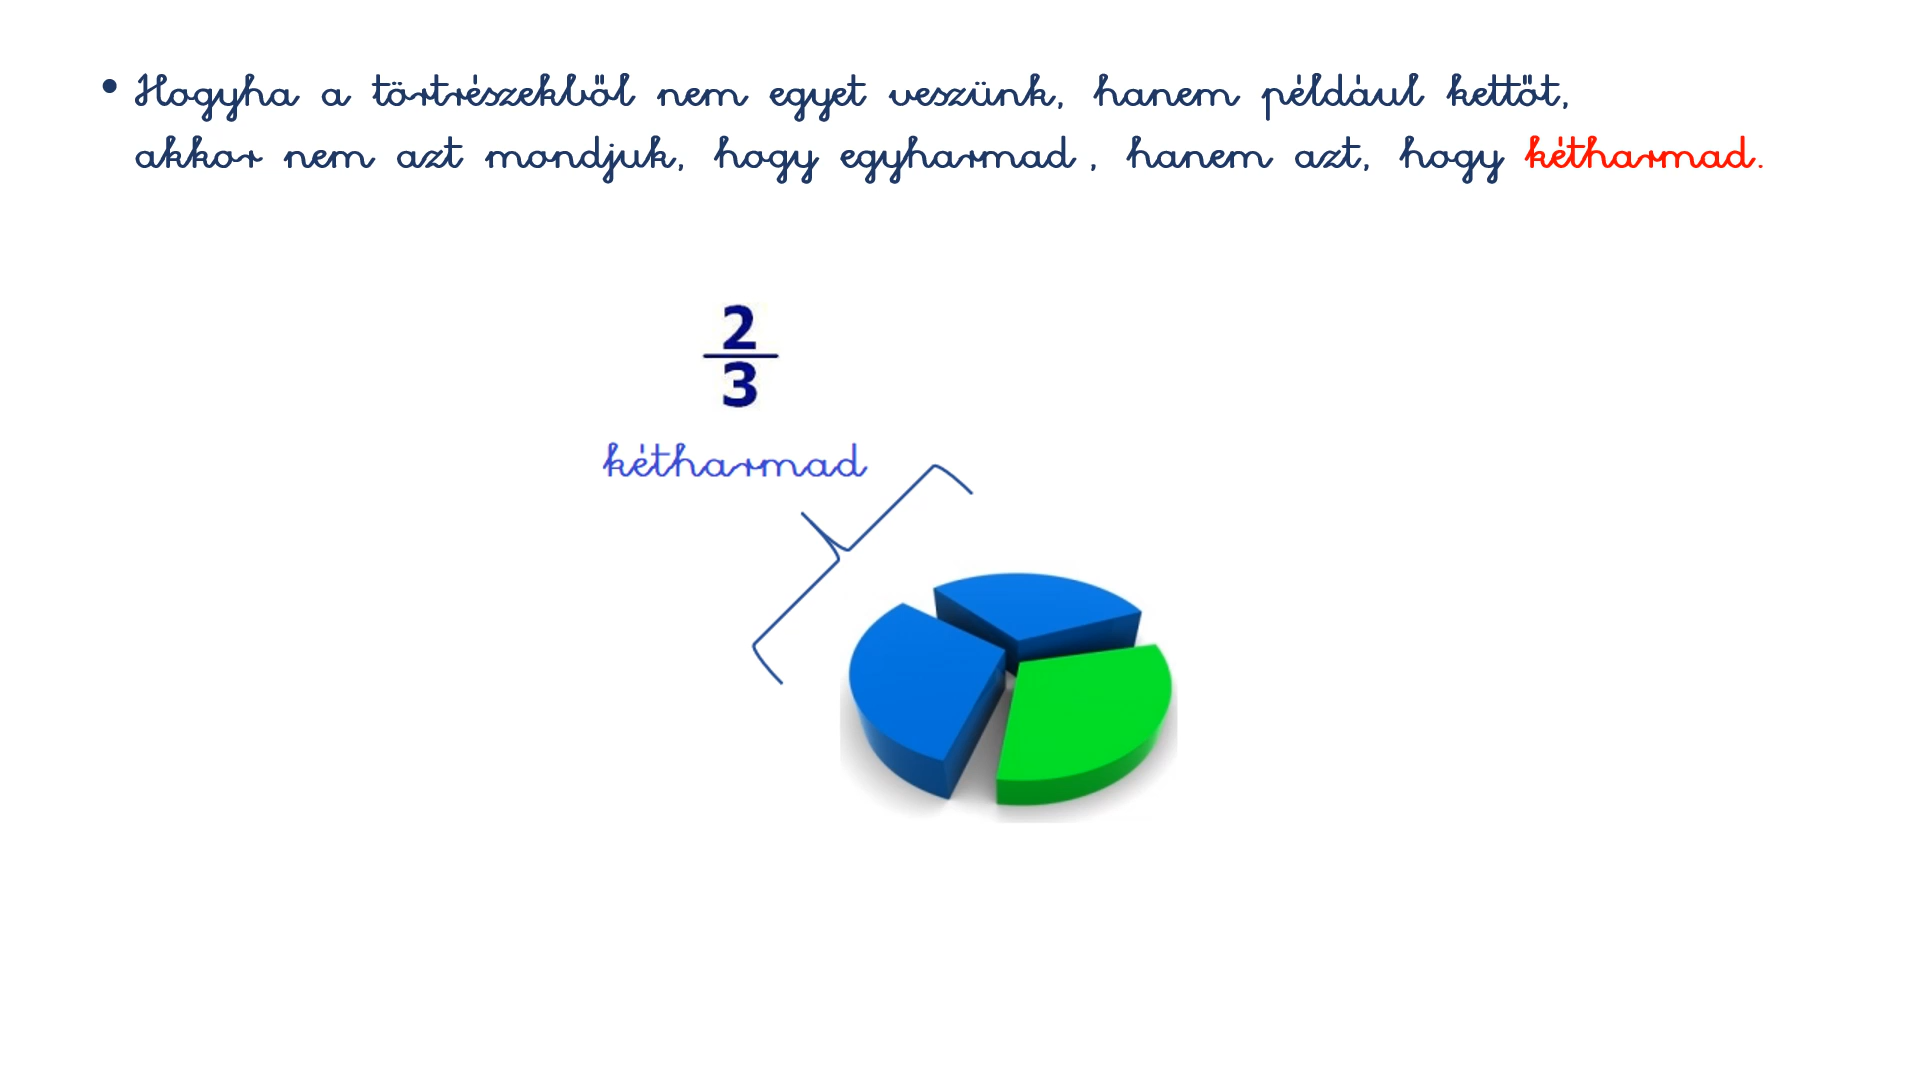 • Hogyha a törtrészekből nem egyet veszünk, hanem például kettőt,
akkor nem azt mondjuk, hogy egyharmad , hanem azt, hogy kétharmad.
2
3
kétharmad